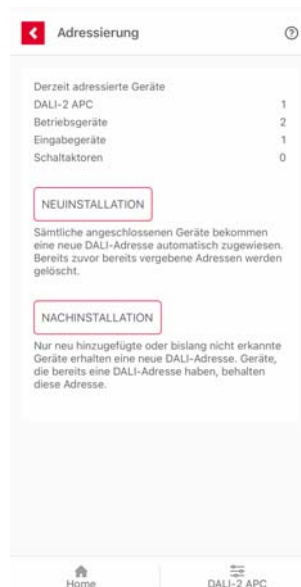 Adressierung
Derzeit adressierte Geräte
DALI-2 APC 1
Betriebsgeräte 2
Eingabegeräte 1
Schaltaktoren 0
NEUINSTALLATION
Sämtliche angeschlossenen Geräte bekommen
eine neue DALI-Adresse automatisch zugewiesen.
Bereits zuvor bereits vergebene Adressen werden
gelöscht.
NACHINSTALLATION
Nur neu hinzugefügte oder bislang nicht erkannte
Geräte erhalten eine neue DALI-Adresse. Geräte,
die bereits eine DALI-Adresse haben, behalten
diese Adresse.
Home DALI-2 APC